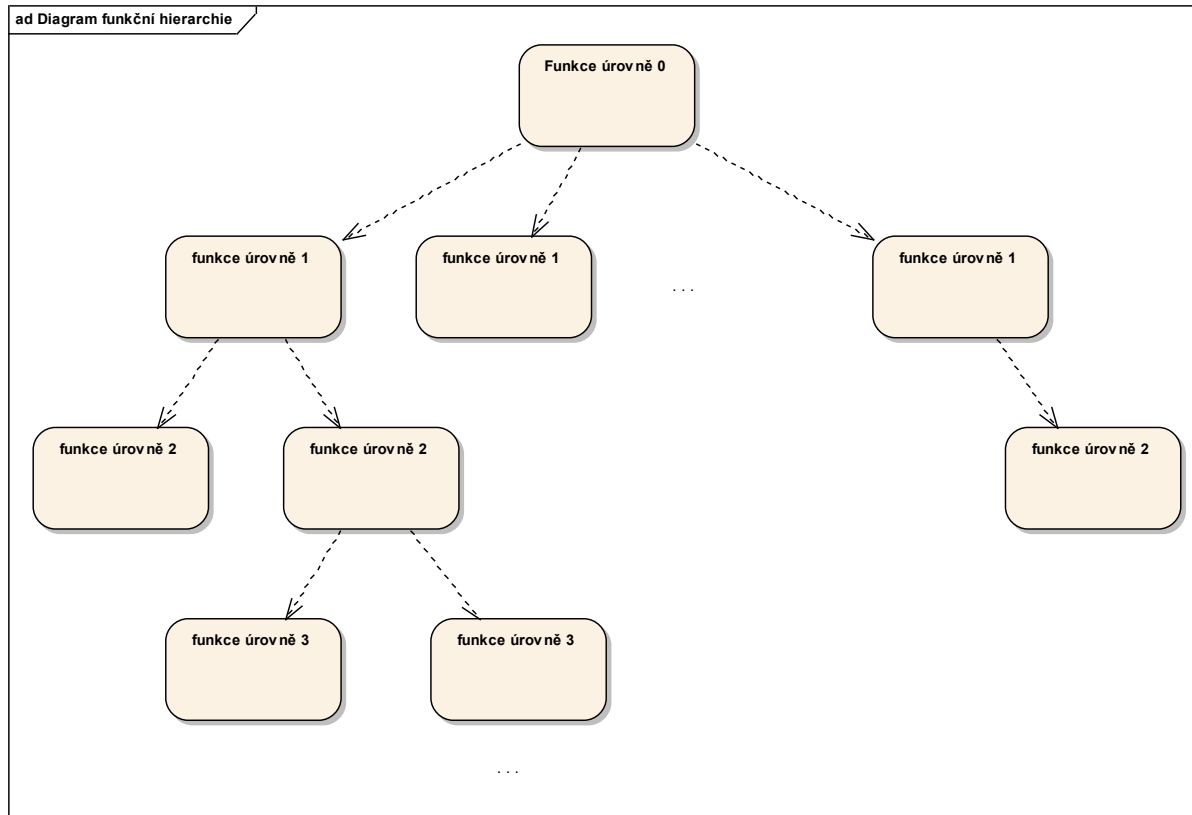 ad Diagram funkční hierarchie
Funkce úrovně 0
funkce úrovně 1
funkce úrovně 1
funkce úrovně 1
. . .
funkce úrovně 2
funkce úrovně 2
funkce úrovně 2
funkce úrovně 3
funkce úrovně 3
. . .